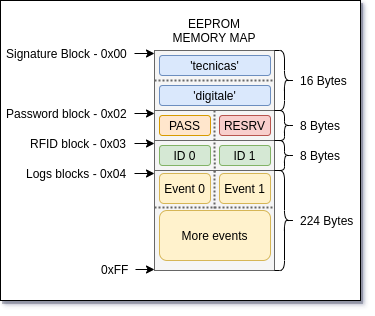 EEPROM
MEMORY MAP
Signature Block - 0x00
'tecnicas'
16 Bytes
'digitale'
Password block - 0x02
PASS
RESRV
8 Bytes
RFID block - 0x03
ID 0
ID 1
8 Bytes
Logs blocks - 0x04
Event 0
Event 1
224 Bytes
More events
0xFF